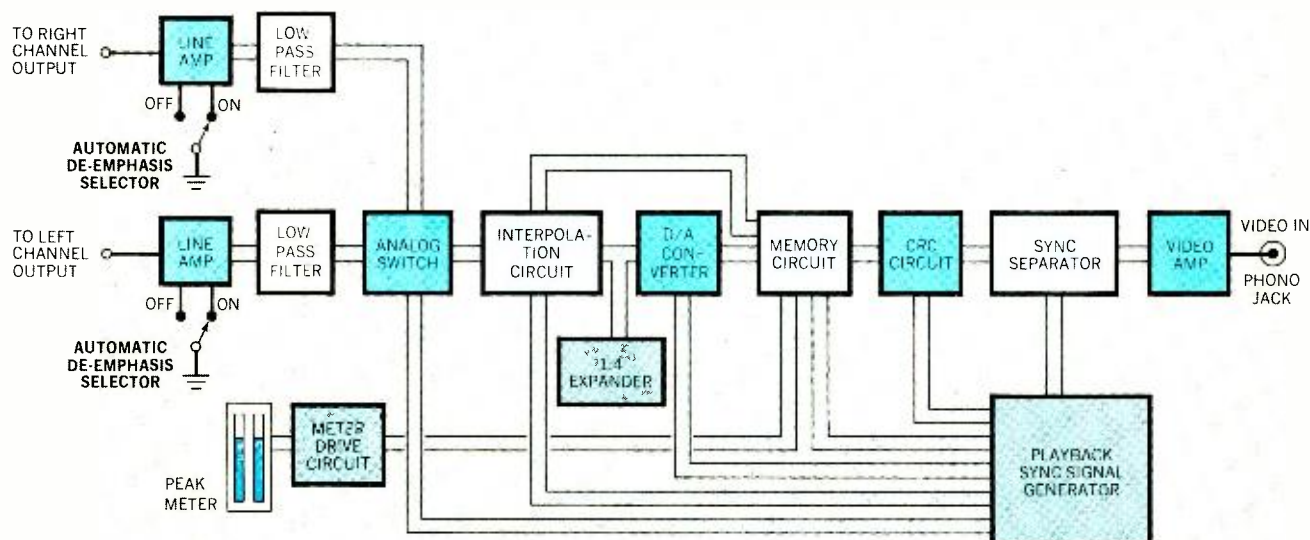 TO RIGHT
CHANNEL
OUTPUT
LINE
AMP
LOW
PASS
FILTER
OFF
ON
AUTOMATIC
DE-EMPHASIS
SELECTOR
TO LEFT
CHANNEL
OUTPUT
LINE
AMP
LOW
PASS
FILTER
ANALOG
SWITCH
INTERPOLA-
TION
CIRCUIT
D/A
CON-
VERTER
MEMORY
CIRCUIT
CRC
CIRCUIT
SYNC
SEPARATOR
VIDEO
AMP
VIDEO IN
PHONO
JACK
OFF
ON
AUTOMATIC
DE-EMPHASIS
SELECTOR
1:4
EXPANDER
PEAK
METER
METER
DRIVE
CIRCUIT
PLAYBACK
SYNC SIGNAL
GENERATOR